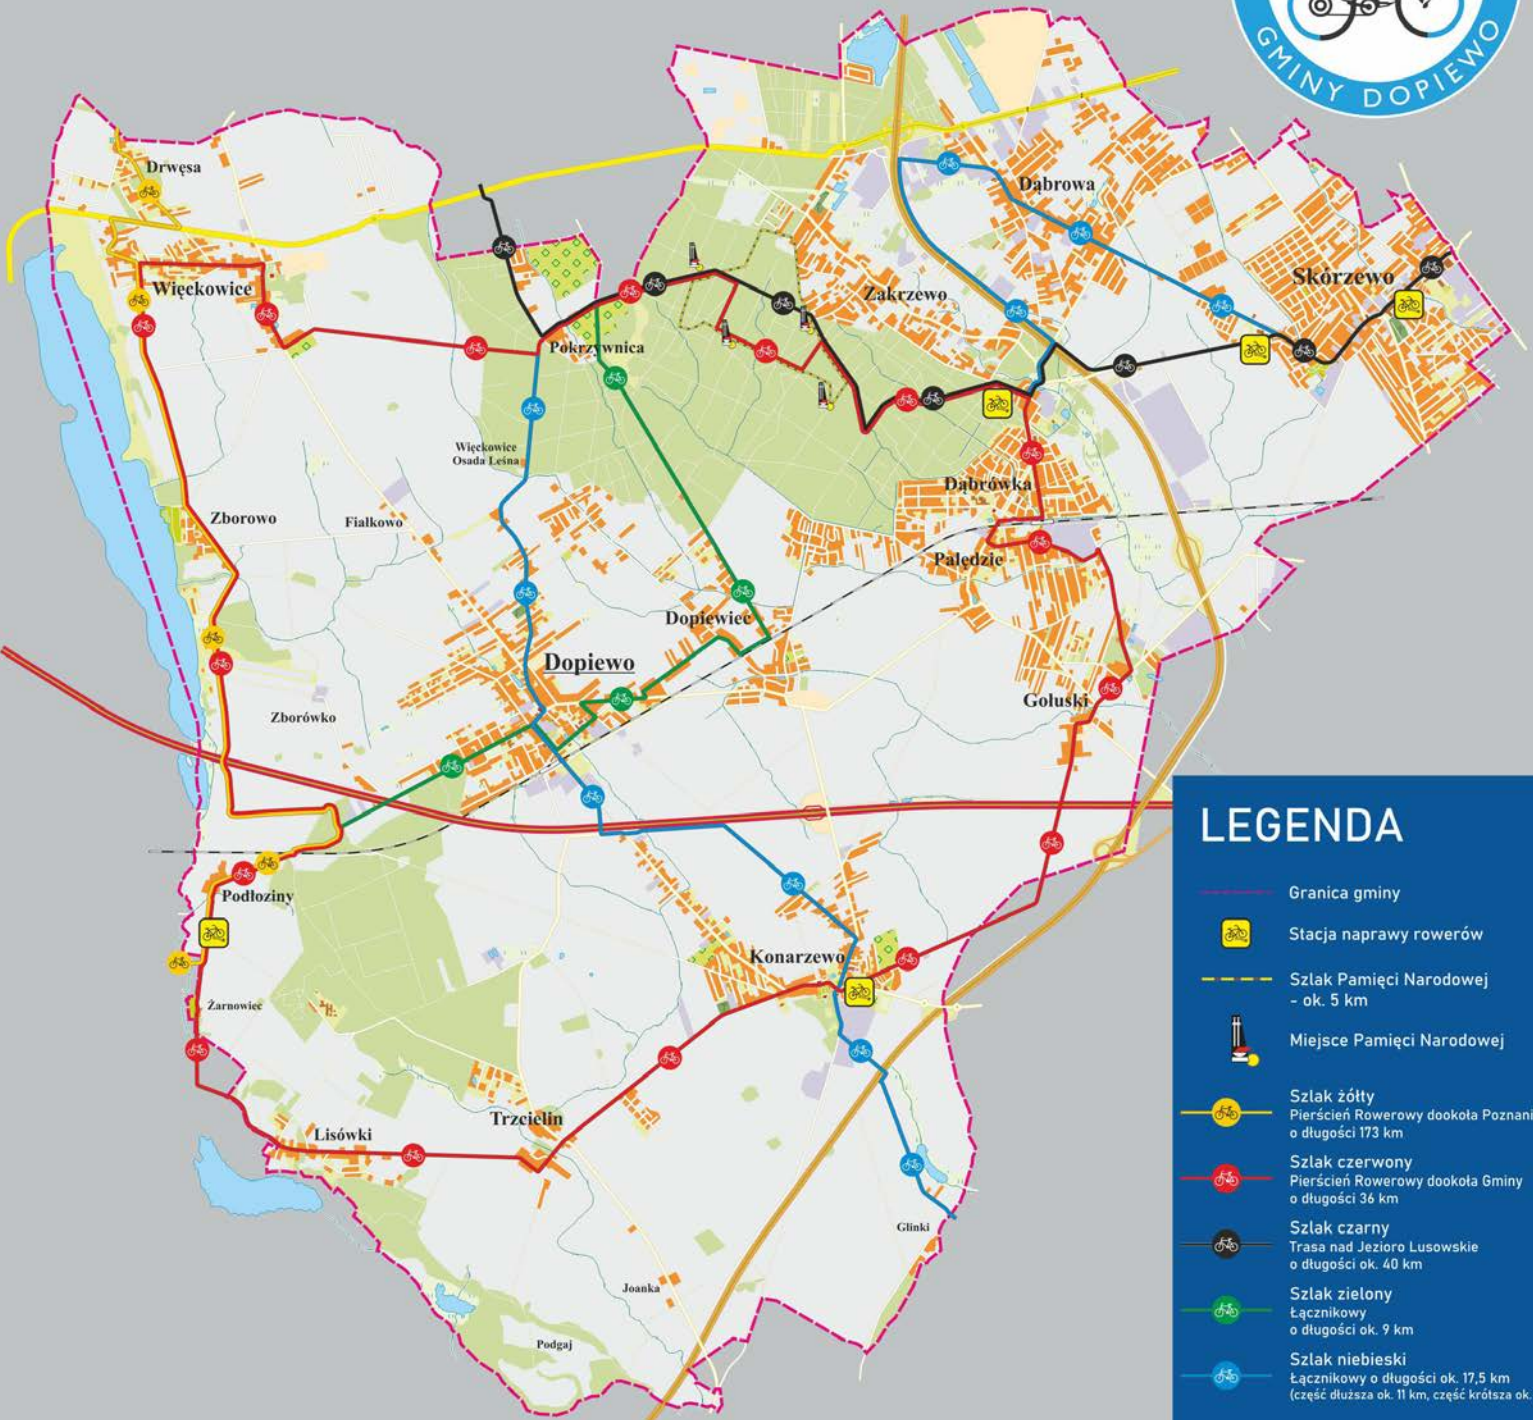 GMINY DOPIEWO
Drwęsa
Dąbrowa
Skórzewo
Więckowice
Zakrzewo
Pokrzywnica
Więckowice
Osada Leśna
Dąbrówka
Zborowo
Fiałkowo
Palędzie
Dopiewiec
Dopiewo
Gołuski
Zborówko
Podłoziny
Konarzewo
Żarnowiec
Trzcielin
Lisówki
Glinki
Joanka
Podgaj
LEGENDA
Granica gminy
Stacja naprawy rowerów
Szlak Pamięci Narodowej
- ok. 5 km
Miejsce Pamięci Narodowej
Szlak żółty
Pierścień Rowerowy dookoła Poznani
o długości 173 km
Szlak czerwony
Pierścień Rowerowy dookoła Gminy
o długości 36 km
Szlak czarny
Trasa nad Jezioro Lusowskie
o długości ok. 40 km
Szlak zielony
Łącznikowy
o długości ok. 9 km
Szlak niebieski
Łącznikowy o długości ok. 17,5 km
(część dłuższa ok. 11 km, część krótsza ok.